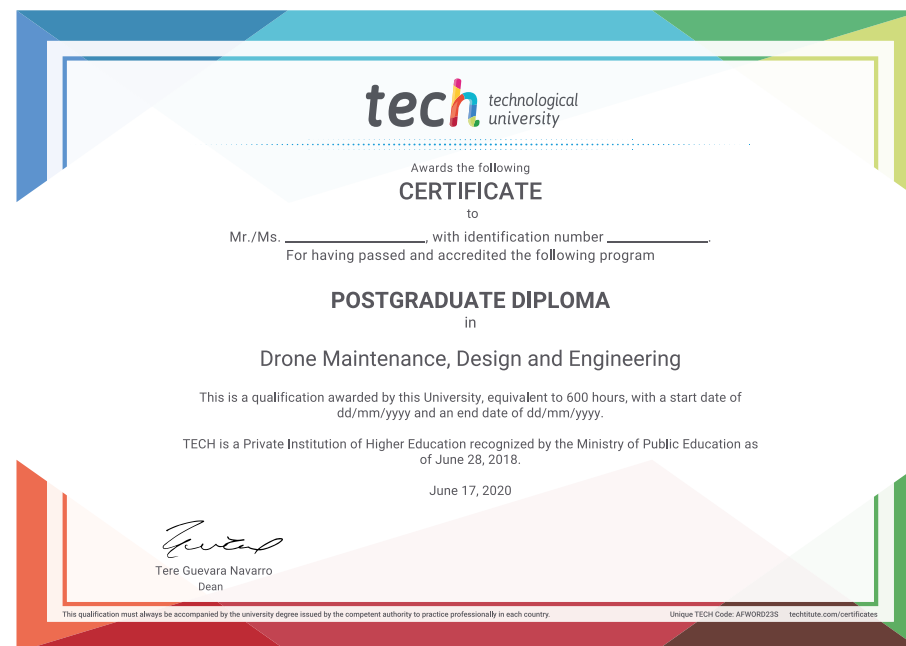 tech technological
university
Awards the following
CERTIFICATE
to
Mr./Ms. ____________________, with identification number ______________.
For having passed and accredited the following program
POSTGRADUATE DIPLOMA
in
Drone Maintenance, Design and Engineering
This is a qualification awarded by this University, equivalent to 600 hours, with a start date of
dd/mm/yyyy and an end date of dd/mm/yyyy.
TECH is a Private Institution of Higher Education recognized by the Ministry of Public Education as
of June 28, 2018.
June 17, 2020
Tere Guevara Navarro
Dean
This qualification must always be accompanied by the university degree issued by the competent authority to practice professionally in each country. Unique TECH Code: AFWORD23S techtitute.com/certificates